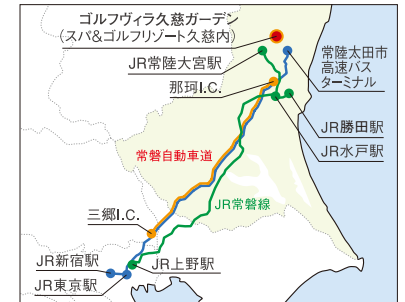 ゴルフヴィラ久慈ガーデン
(スパ&ゴルフリゾート久慈内)
JR常陸大宮駅
常陸太田市
高速バス
ターミナル
那珂I.C.
JR勝田駅
JR水戸駅
常磐自動車道
JR常磐線
三郷I.C.
JR新宿駅
JR上野駅
JR東京駅